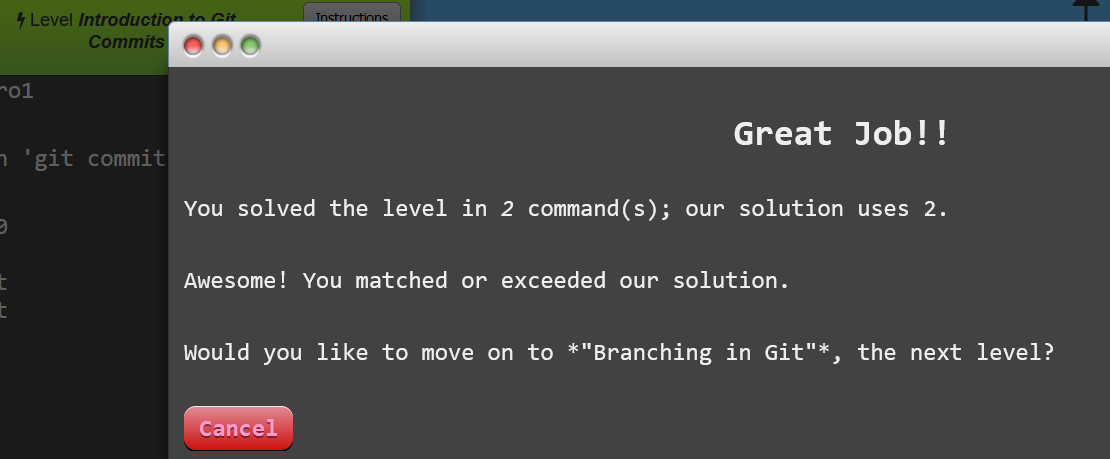 Level Introduction to Git
Commits
Instructions
ro1
'git commit
Great Job!!
You solved the level in 2 command(s); our solution uses 2.
Awesome! You matched or exceeded our solution.
Would you like to move on to *"Branching in Git"*, the next level?
Cancel